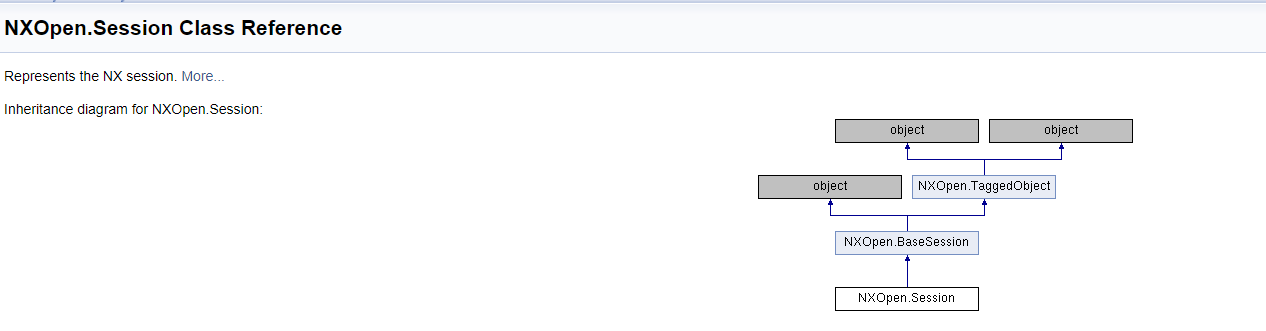 NXOpen.Session Class Reference
Represents the NX session. More...
Inheritance diagram for NXOpen.Session:
object object
object NXOpen.TaggedObject
NXOpen.BaseSession
NXOpen.Session